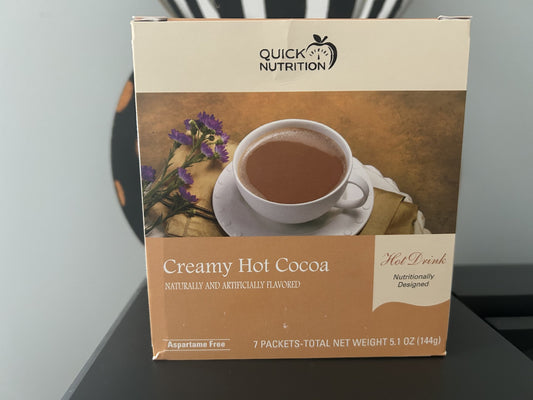 QUICK
NUTRITION
Creamy Hot Cocoa
NATURALLY AND ARTIFICIALLY FLAVORED
Hot Drink
Nutritionally
Designed
Aspartame Free
7 PACKETS-TOTAL NET WEIGHT 5.1 OZ (144g)